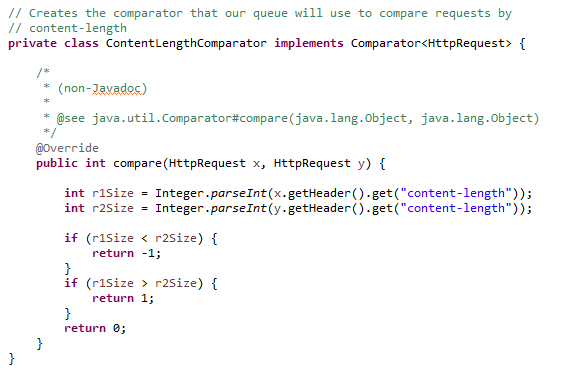 // Creates the comparator that our queue will use to compare requests by
// content-length
private class ContentLengthComparator implements Comparator<HttpRequest> {

    /*
     * (non-Javadoc)
     *
     * @see java.util.Comparator#compare(java.lang.Object, java.lang.Object)
     */
    @Override
    public int compare(HttpRequest x, HttpRequest y) {

        int r1Size = Integer.parseInt(x.getHeader().get("content-length"));
        int r2Size = Integer.parseInt(y.getHeader().get("content-length"));

        if (r1Size < r2Size) {
            return -1;
        }
        if (r1Size > r2Size) {
            return 1;
        }
        return 0;
    }
}